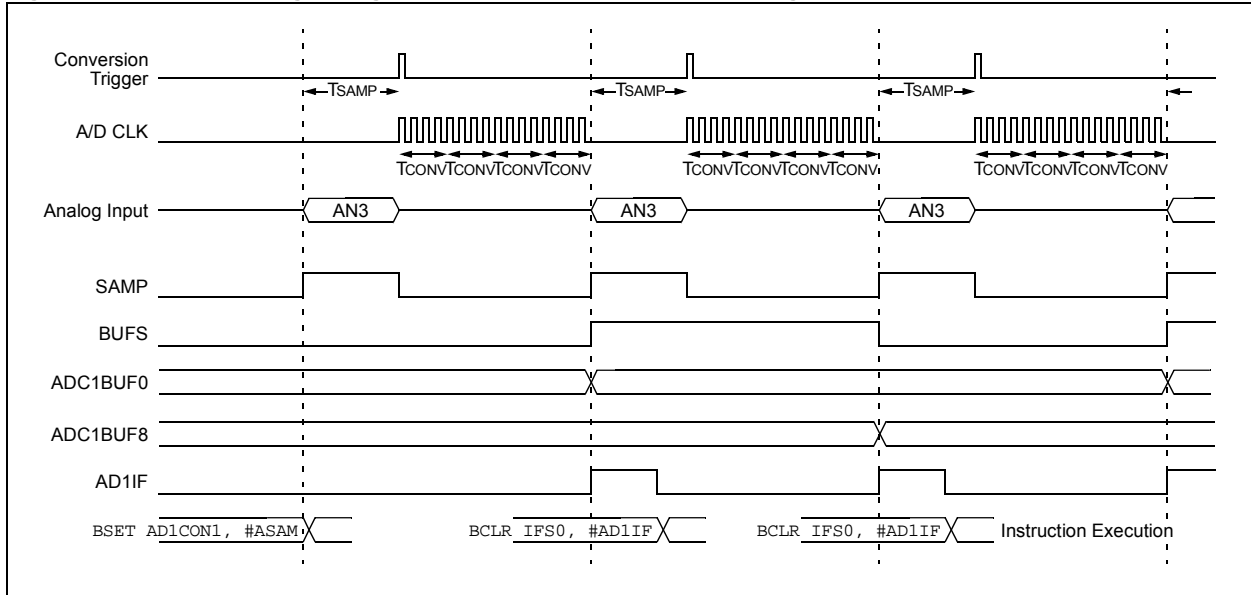 Conversion
Trigger
TSAMP TSAMP TSAMP
A/D CLK
TCONVTCONVTCONVTCONV TCONVTCONVTCONVTCONV TCONVTCONVTCONVTCONV
Analog Input AN3 AN3 AN3
SAMP
BUFS
ADC1BUF0
ADC1BUF8
AD1IF
BSET AD1CON1, #ASAM BCLR IFS0, #AD1IF BCLR IFS0, #AD1IF Instruction Execution